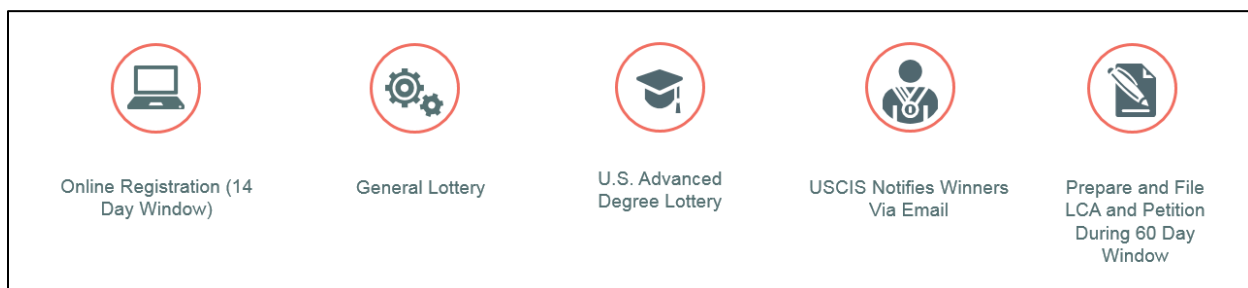 Online Registration (14
Day Window)
General Lottery
U.S. Advanced
Degree Lottery
USCIS Notifies Winners
Via Email
Prepare and File
LCA and Petition
During 60 Day
Window